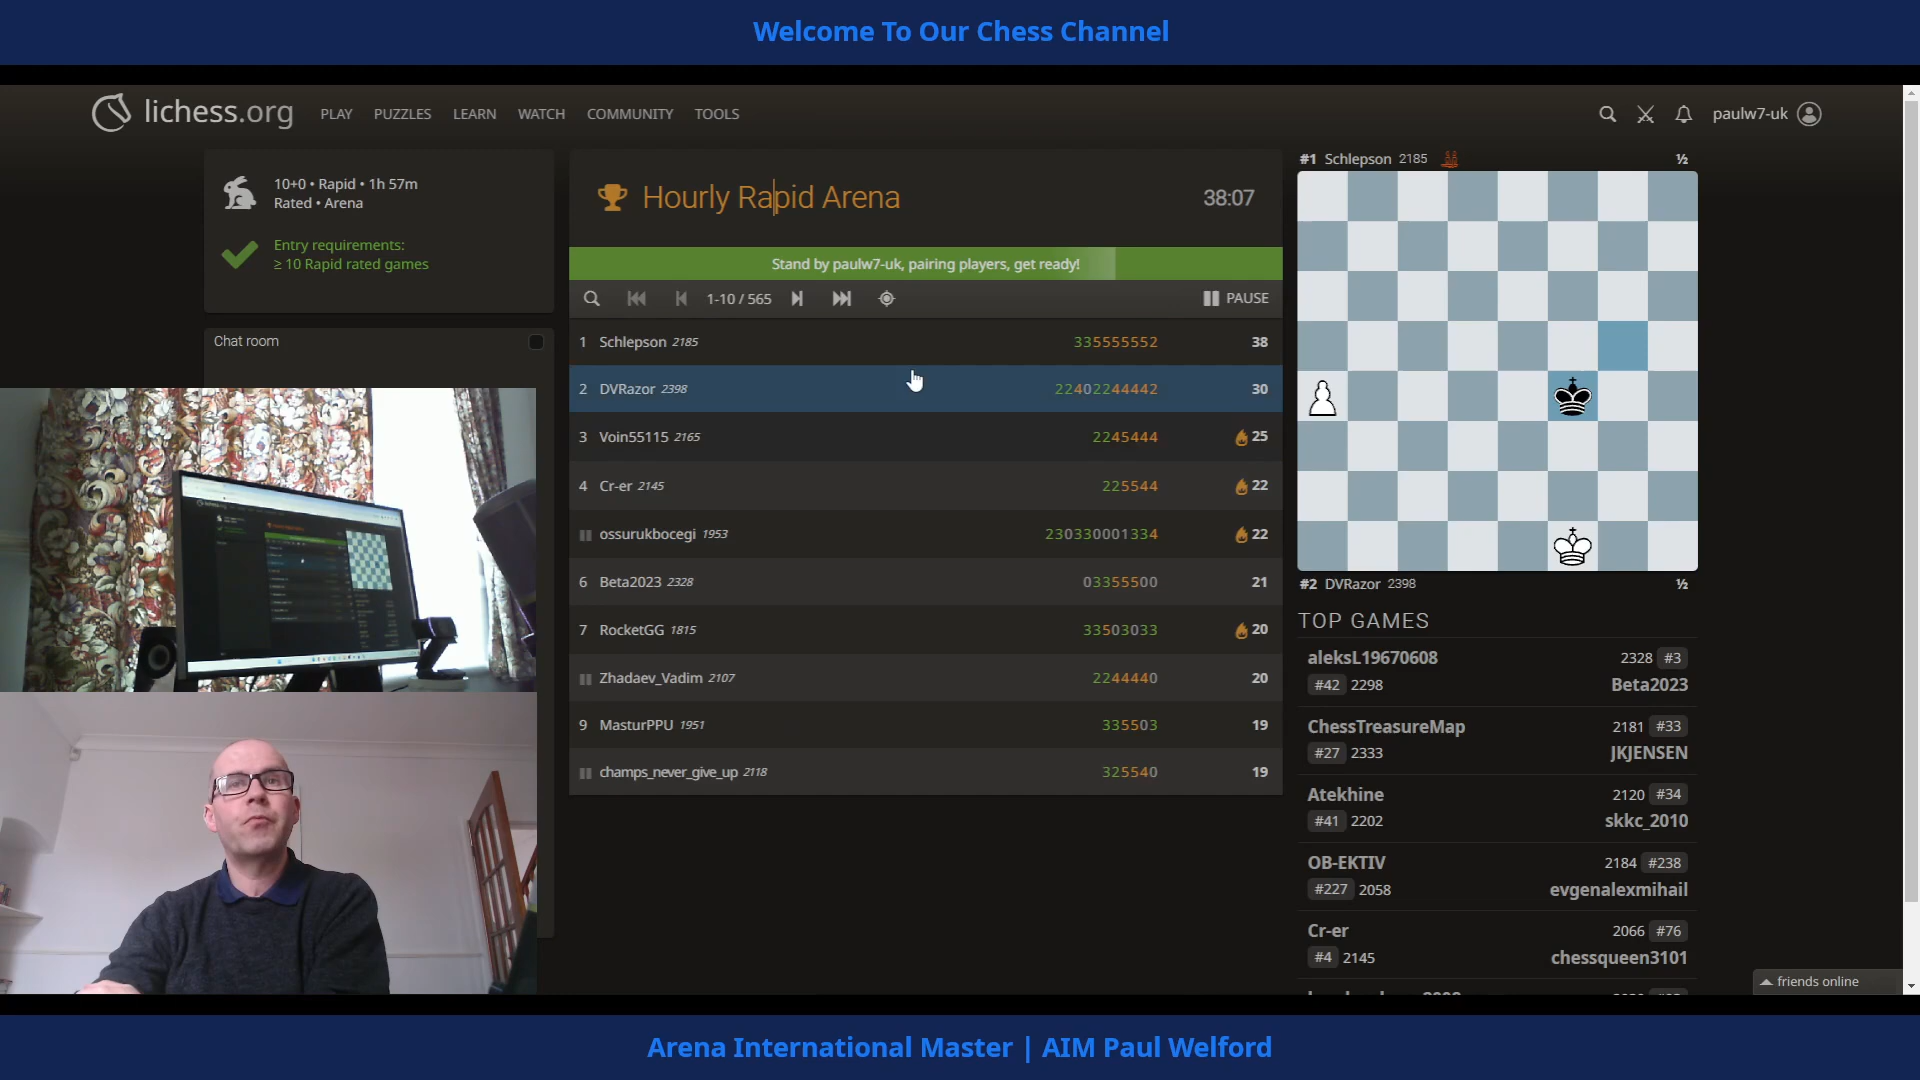 Welcome To Our Chess Channel
lichess.org PLAY PUZZLES LEARN WATCH COMMUNITY TOOLS paulw7-uk
10+0 • Rapid • 1h 57m
Rated • Arena
Entry requirements:
≥ 10 Rapid rated games
Chat room
Hourly Rapid Arena 38:07
Stand by paulw7-uk, pairing players, get ready!
1-10 / 565 PAUSE
1 Schlepson 2185 335555552 38
2 DVRazor 2398 22402244442 30
3 Voin55115 2165 2245444 25
4 Cr-er 2145 225544 22
ossurukbocegi 1953 230330001334 22
6 Beta2023 2328 03355500 21
7 RocketGG 1815 33503033 20
Zhadaev_Vadim 2107 2244440 20
9 MasturPPU 1951 335503 19
champs_never_give_up 2118 325540 19
#1 Schlepson 2185 ½
#2 DVRazor 2398 ½
TOP GAMES
aleksL19670608 2328 #3
#42 2298 Beta2023
ChessTreasureMap 2181 #33
#27 2333 JKJENSEN
Atekhine 2120 #34
#41 2202 skkc_2010
OB-EKTIV 2184 #238
#227 2058 evgenalexmihail
Cr-er 2066 #76
#4 2145 chessqueen3101
friends online
Arena International Master | AIM Paul Welford